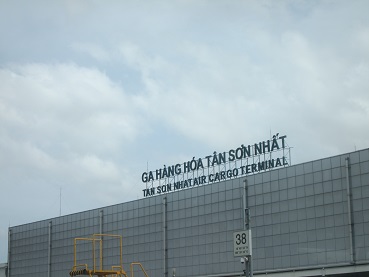 GA HÀNG HÓA TÂN SƠN NHẤT
TAN SON NHAT AIR CARGO TERMINAL
38